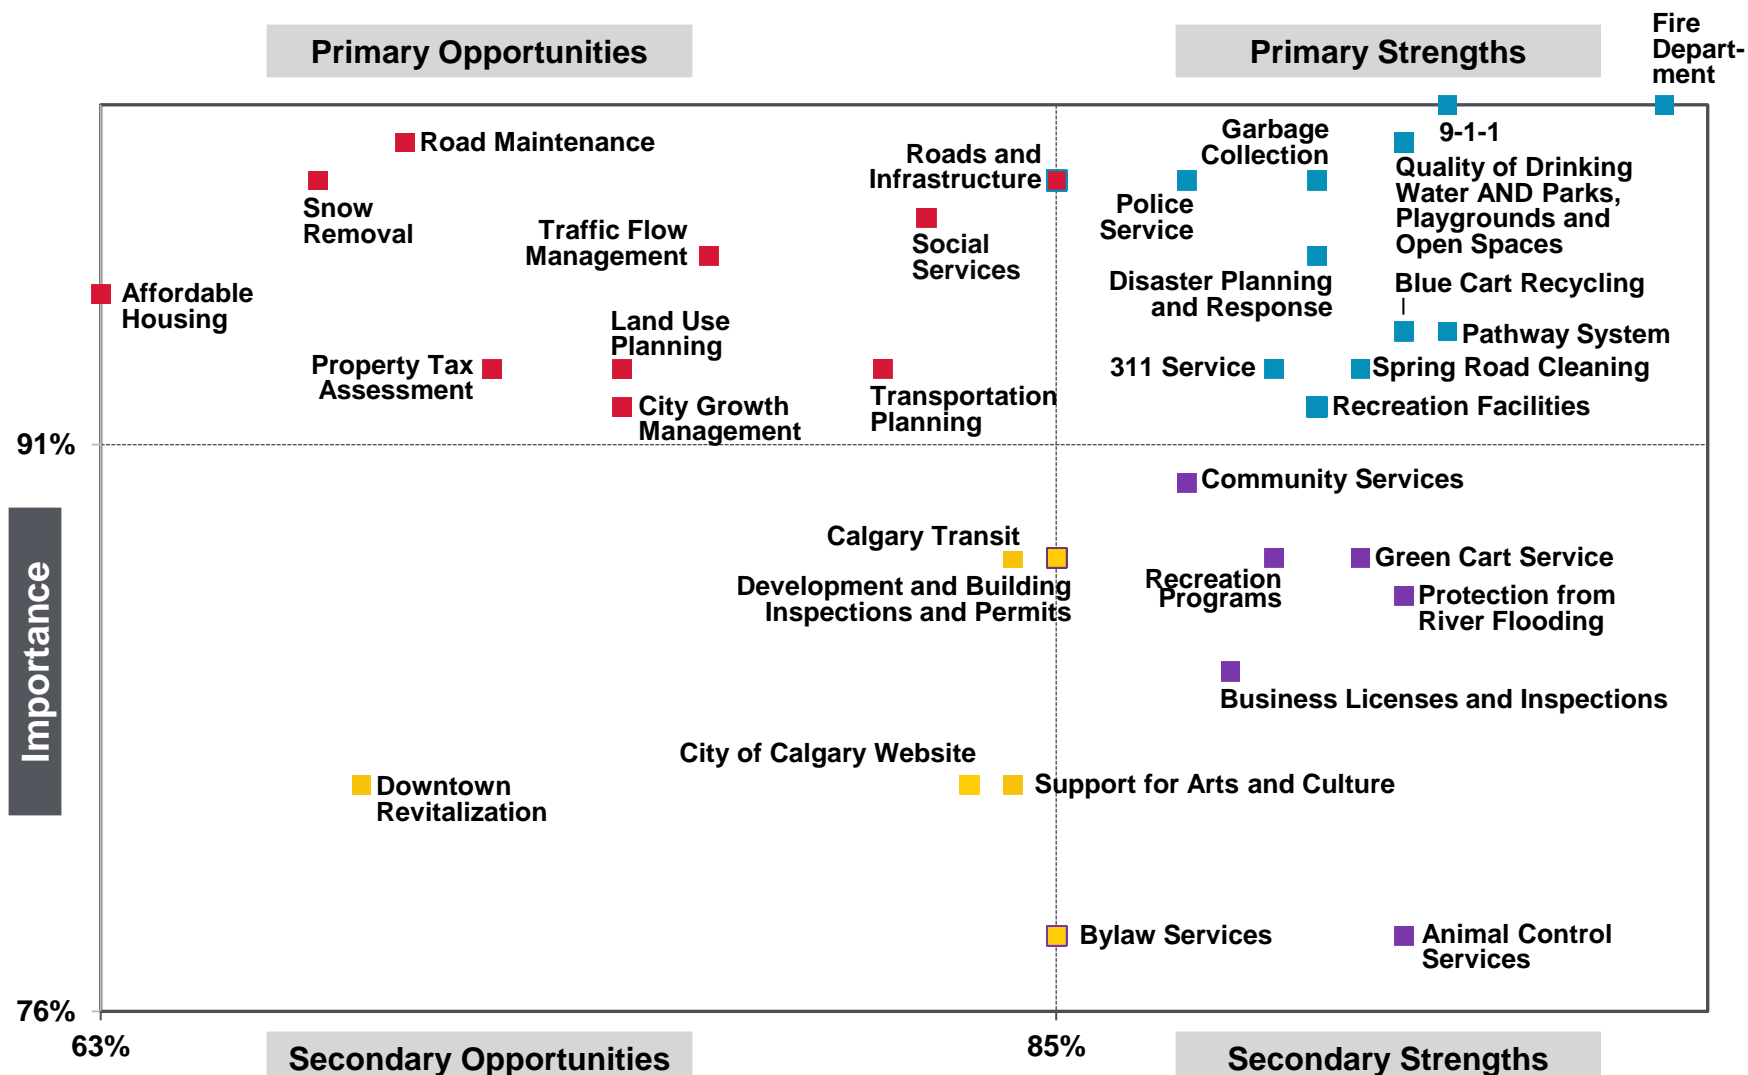 Primary Opportunities
Primary Strengths
Fire
Depart-
ment
Road Maintenance
Snow
Removal
Traffic Flow
Management
Roads and
Infrastructure
Social
Services
Garbage
Collection
Police
Service
9-1-1
Quality of Drinking
Water AND Parks,
Playgrounds and
Open Spaces
Disaster Planning
and Response
Blue Cart Recycling
Pathway System
Affordable
Housing
Land Use
Planning
Property Tax
Assessment
City Growth
Management
Transportation
Planning
311 Service
Spring Road Cleaning
Recreation Facilities
91%
Community Services
Calgary Transit
Development and Building
Inspections and Permits
Recreation
Programs
Green Cart Service
Protection from
River Flooding
Business Licenses and Inspections
Importance
City of Calgary Website
Support for Arts and Culture
Downtown
Revitalization
Bylaw Services
Animal Control
Services
76%
63%
85%
Secondary Opportunities
Secondary Strengths